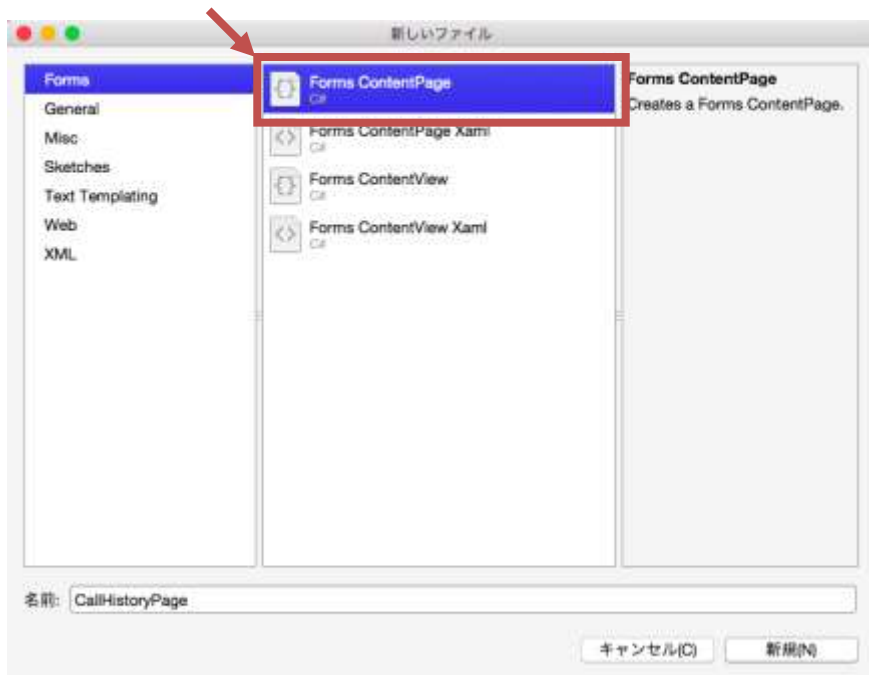 新しいファイル
Forms
General
Misc
Sketches
Text Templating
Web
XML
Forms ContentPage
C#
Forms ContentPage Xaml
C#
Forms ContentView
C#
Forms ContentView Xaml
C#
Forms ContentPage
Creates a Forms ContentPage.
名前: CallHistoryPage
キャンセル(C)
新規(N)